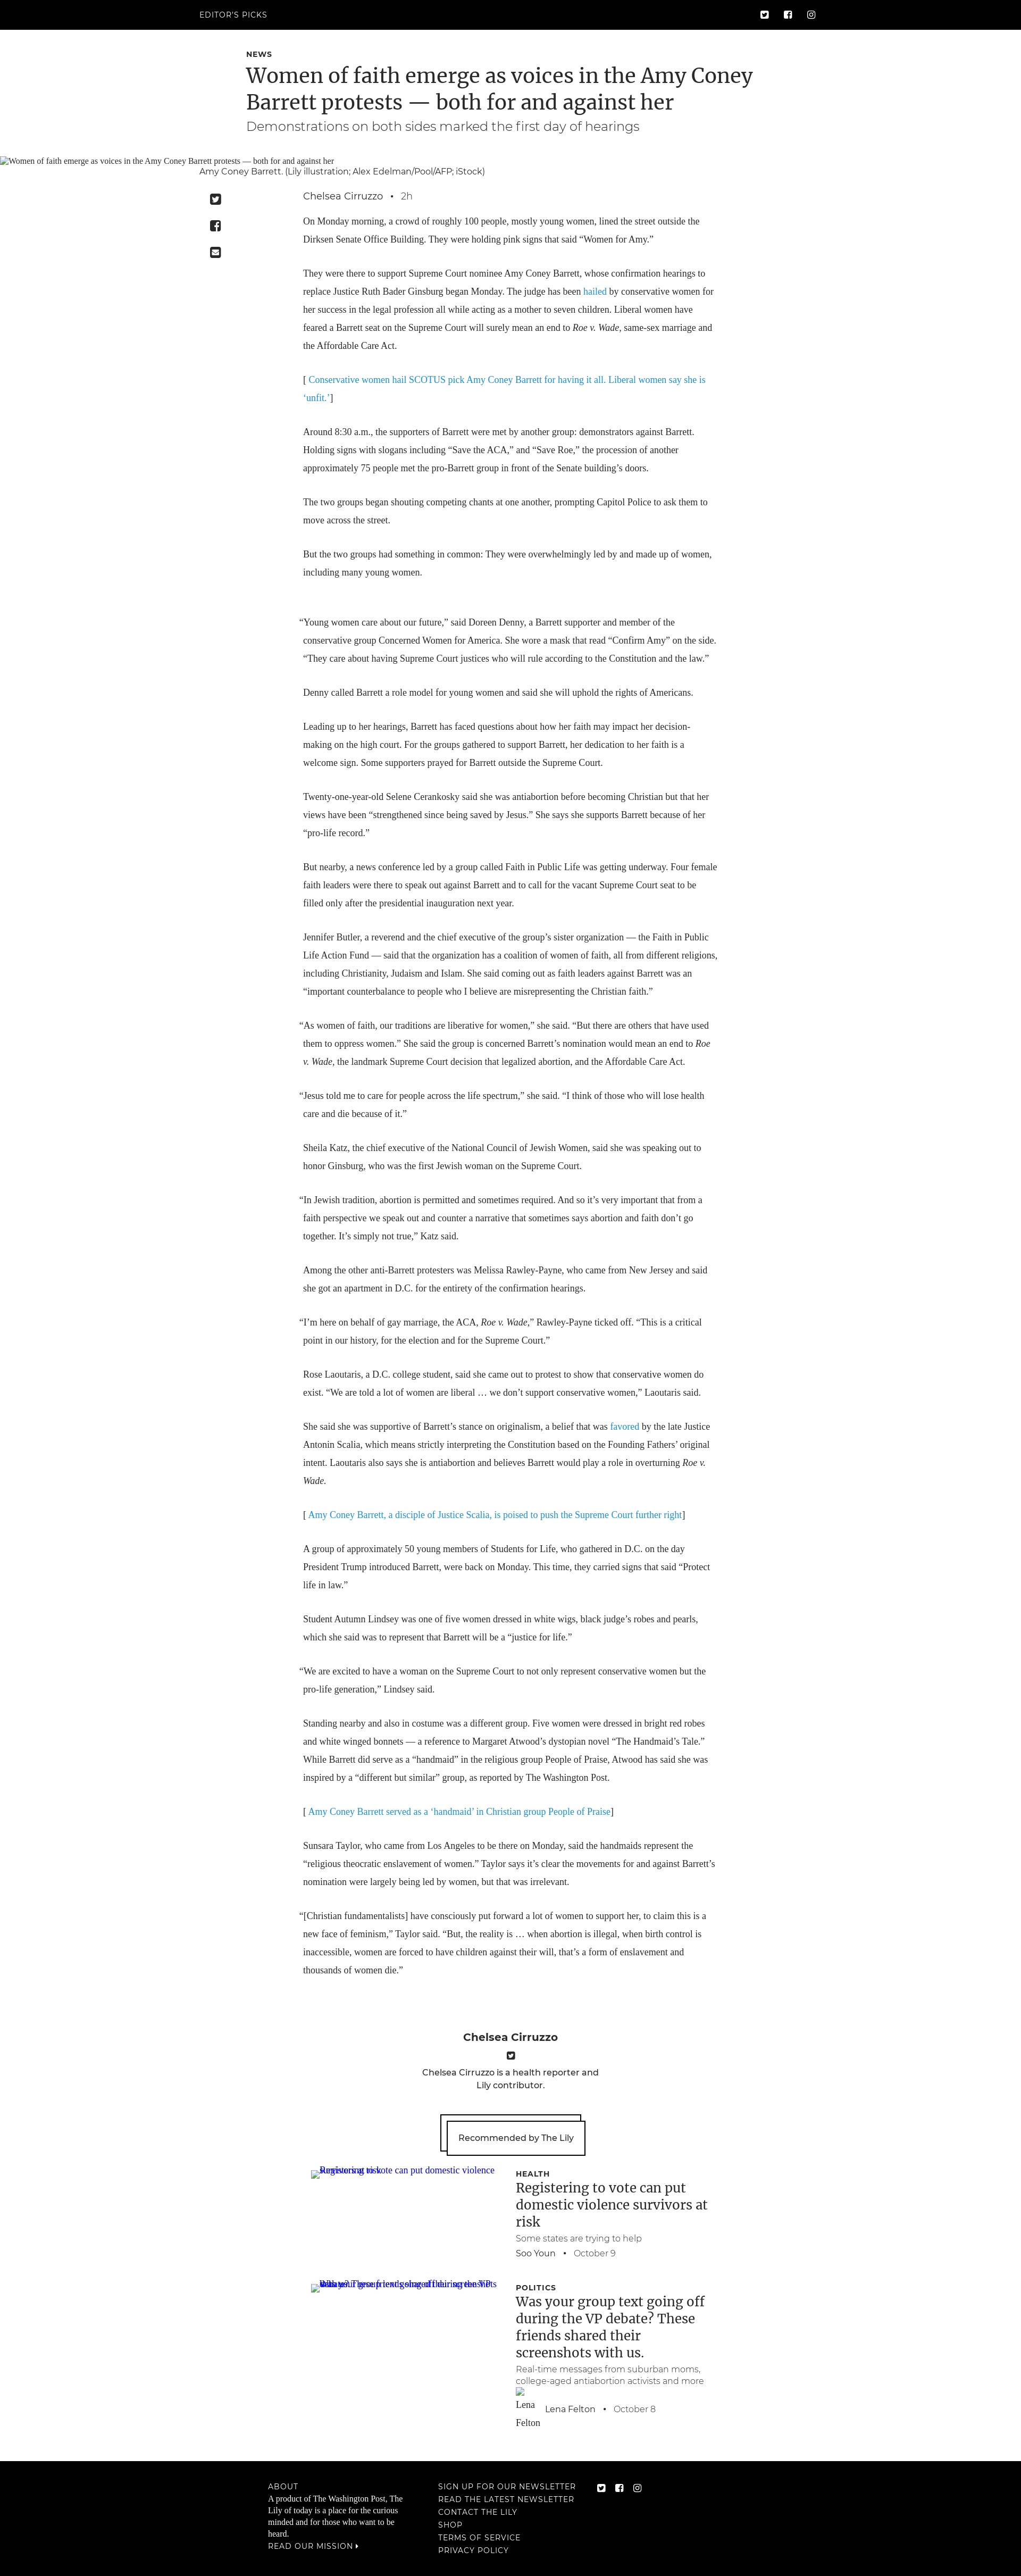 EDITOR'S PICKS
NEWS
Women of faith emerge as voices in the Amy Coney
Barrett protests — both for and against her
Demonstrations on both sides marked the first day of hearings
Women of faith emerge as voices in the Amy Coney Barrett protests — both for and against her
Amy Coney Barrett. (Lily illustration; Alex Edelman/Pool/AFP; iStock)
Chelsea Cirruzzo • 2h
On Monday morning, a crowd of roughly 100 people, mostly young women, lined the street outside the
Dirksen Senate Office Building. They were holding pink signs that said “Women for Amy.”
They were there to support Supreme Court nominee Amy Coney Barrett, whose confirmation hearings to
replace Justice Ruth Bader Ginsburg began Monday. The judge has been hailed by conservative women for
her success in the legal profession all while acting as a mother to seven children. Liberal women have
feared a Barrett seat on the Supreme Court will surely mean an end to Roe v. Wade, same-sex marriage and
the Affordable Care Act.
[ Conservative women hail SCOTUS pick Amy Coney Barrett for having it all. Liberal women say she is
‘unfit.’]
Around 8:30 a.m., the supporters of Barrett were met by another group: demonstrators against Barrett.
Holding signs with slogans including “Save the ACA,” and “Save Roe,” the procession of another
approximately 75 people met the pro-Barrett group in front of the Senate building’s doors.
The two groups began shouting competing chants at one another, prompting Capitol Police to ask them to
move across the street.
But the two groups had something in common: They were overwhelmingly led by and made up of women,
including many young women.
“Young women care about our future,” said Doreen Denny, a Barrett supporter and member of the
conservative group Concerned Women for America. She wore a mask that read “Confirm Amy” on the side.
“They care about having Supreme Court justices who will rule according to the Constitution and the law.”
Denny called Barrett a role model for young women and said she will uphold the rights of Americans.
Leading up to her hearings, Barrett has faced questions about how her faith may impact her decision-
making on the high court. For the groups gathered to support Barrett, her dedication to her faith is a
welcome sign. Some supporters prayed for Barrett outside the Supreme Court.
Twenty-one-year-old Selene Cerankosky said she was antiabortion before becoming Christian but that her
views have been “strengthened since being saved by Jesus.” She says she supports Barrett because of her
“pro-life record.”
But nearby, a news conference led by a group called Faith in Public Life was getting underway. Four female
faith leaders were there to speak out against Barrett and to call for the vacant Supreme Court seat to be
filled only after the presidential inauguration next year.
Jennifer Butler, a reverend and the chief executive of the group’s sister organization — the Faith in Public
Life Action Fund — said that the organization has a coalition of women of faith, all from different religions,
including Christianity, Judaism and Islam. She said coming out as faith leaders against Barrett was an
“important counterbalance to people who I believe are misrepresenting the Christian faith.”
“As women of faith, our traditions are liberative for women,” she said. “But there are others that have used
them to oppress women.” She said the group is concerned Barrett’s nomination would mean an end to Roe
v. Wade, the landmark Supreme Court decision that legalized abortion, and the Affordable Care Act.
“Jesus told me to care for people across the life spectrum,” she said. “I think of those who will lose health
care and die because of it.”
Sheila Katz, the chief executive of the National Council of Jewish Women, said she was speaking out to
honor Ginsburg, who was the first Jewish woman on the Supreme Court.
“In Jewish tradition, abortion is permitted and sometimes required. And so it’s very important that from a
faith perspective we speak out and counter a narrative that sometimes says abortion and faith don’t go
together. It’s simply not true,” Katz said.
Among the other anti-Barrett protesters was Melissa Rawley-Payne, who came from New Jersey and said
she got an apartment in D.C. for the entirety of the confirmation hearings.
“I’m here on behalf of gay marriage, the ACA, Roe v. Wade,” Rawley-Payne ticked off. “This is a critical
point in our history, for the election and for the Supreme Court.”
Rose Laoutaris, a D.C. college student, said she came out to protest to show that conservative women do
exist. “We are told a lot of women are liberal … we don’t support conservative women,” Laoutaris said.
She said she was supportive of Barrett’s stance on originalism, a belief that was favored by the late Justice
Antonin Scalia, which means strictly interpreting the Constitution based on the Founding Fathers’ original
intent. Laoutaris also says she is antiabortion and believes Barrett would play a role in overturning Roe v.
Wade.
[ Amy Coney Barrett, a disciple of Justice Scalia, is poised to push the Supreme Court further right]
A group of approximately 50 young members of Students for Life, who gathered in D.C. on the day
President Trump introduced Barrett, were back on Monday. This time, they carried signs that said “Protect
life in law.”
Student Autumn Lindsey was one of five women dressed in white wigs, black judge’s robes and pearls,
which she said was to represent that Barrett will be a “justice for life.”
“We are excited to have a woman on the Supreme Court to not only represent conservative women but the
pro-life generation,” Lindsey said.
Standing nearby and also in costume was a different group. Five women were dressed in bright red robes
and white winged bonnets — a reference to Margaret Atwood’s dystopian novel “The Handmaid’s Tale.”
While Barrett did serve as a “handmaid” in the religious group People of Praise, Atwood has said she was
inspired by a “different but similar” group, as reported by The Washington Post.
[ Amy Coney Barrett served as a ‘handmaid’ in Christian group People of Praise]
Sunsara Taylor, who came from Los Angeles to be there on Monday, said the handmaids represent the
“religious theocratic enslavement of women.” Taylor says it’s clear the movements for and against Barrett’s
nomination were largely being led by women, but that was irrelevant.
“[Christian fundamentalists] have consciously put forward a lot of women to support her, to claim this is a
new face of feminism,” Taylor said. “But, the reality is … when abortion is illegal, when birth control is
inaccessible, women are forced to have children against their will, that’s a form of enslavement and
thousands of women die.”
Chelsea Cirruzzo
Chelsea Cirruzzo is a health reporter and
Lily contributor.
Recommended by The Lily
Registering to vote can put domestic violence
HEALTH
Registering to vote can put
domestic violence survivors at
risk
Some states are trying to help
Soo Youn • October 9
POLITICS
Was your group text going off
during the VP debate? These
friends shared their
screenshots with us.
Real-time messages from suburban moms,
college-aged antiabortion activists and more
Lena
Felton
Lena Felton • October 8
ABOUT
A product of The Washington Post, The
Lily of today is a place for the curious
minded and for those who want to be
heard.
READ OUR MISSION
SIGN UP FOR OUR NEWSLETTER
READ THE LATEST NEWSLETTER
CONTACT THE LILY
SHOP
TERMS OF SERVICE
PRIVACY POLICY